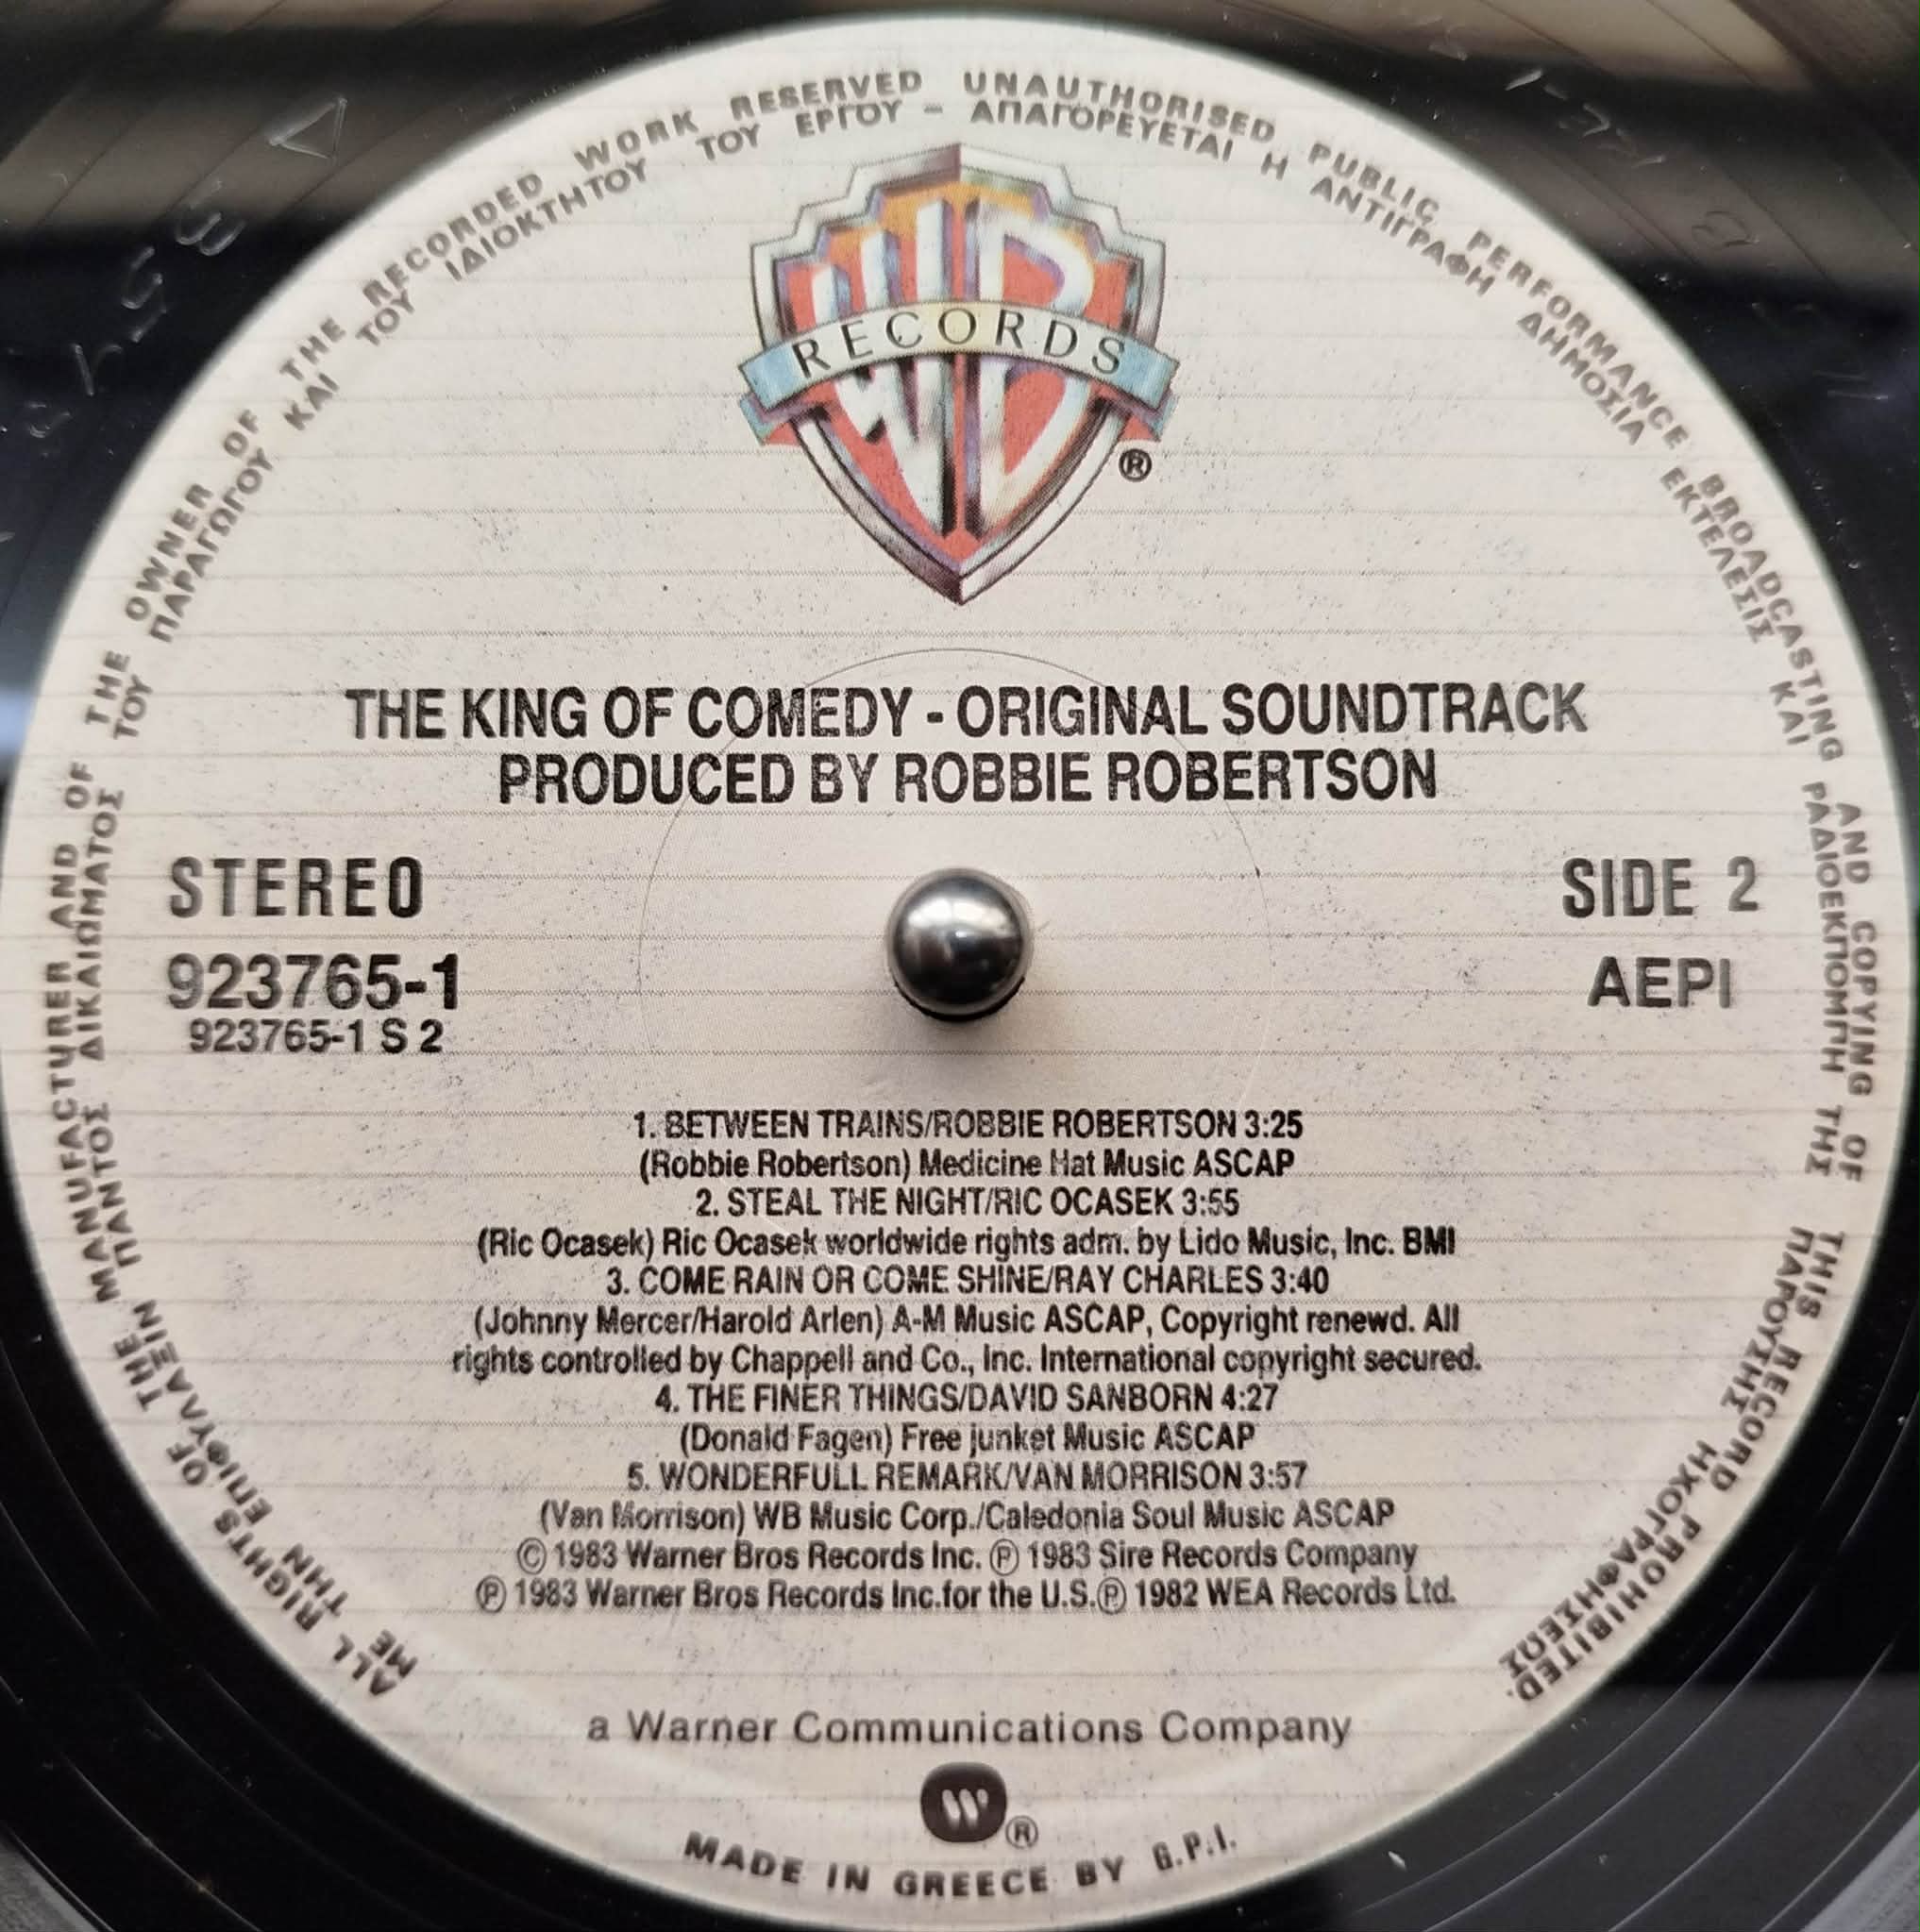 ALL RIGHTS OF THE MANUFACTURER AND OF THE OWNER OF THE RECORDED WORK RESERVED UNAUTHORISED PUBLIC PERFORMANCE BROADCASTING AND COPYING OF THIS RECORD PROHIBITED.
ΜΕ ΤΗΝ ΕΠΙΦΥΛΑΞΙΝ ΠΑΝΤΟΣ ΔΙΚΑΙΩΜΑΤΟΣ ΤΟΥ ΠΑΡΑΓΩΓΟΥ ΚΑΙ ΤΟΥ ΙΔΙΟΚΤΗΤΟΥ ΤΟΥ ΕΡΓΟΥ - ΑΠΑΓΟΡΕΥΕΤΑΙ Η ΑΝΤΙΓΡΑΦΗ ΔΗΜΟΣΙΑ ΕΚΤΕΛΕΣΙΣ ΚΑΙ ΡΑΔΙΟΕΚΠΟΜΠΗ ΤΗΣ ΠΑΡΟΥΣΗΣ ΗΧΟΓΡΑΦΗΣΕΩΣ
WB
RECORDS
®
THE KING OF COMEDY - ORIGINAL SOUNDTRACK
PRODUCED BY ROBBIE ROBERTSON
STEREO SIDE 2
923765-1 AEPI
923765-1 S 2
1. BETWEEN TRAINS/ROBBIE ROBERTSON 3:25
(Robbie Robertson) Medicine Hat Music ASCAP
2. STEAL THE NIGHT/RIC OCASEK 3:55
(Ric Ocasek) Ric Ocasek worldwide rights adm. by Lido Music, Inc. BMI
3. COME RAIN OR COME SHINE/RAY CHARLES 3:40
(Johnny Mercer/Harold Arlen) A-M Music ASCAP, Copyright renewd. All
rights controlled by Chappell and Co., Inc. International copyright secured.
4. THE FINER THINGS/DAVID SANBORN 4:27
(Donald Fagen) Free junket Music ASCAP
5. WONDERFULL REMARK/VAN MORRISON 3:57
(Van Morrison) WB Music Corp./Caledonia Soul Music ASCAP
© 1983 Warner Bros Records Inc. ℗ 1983 Sire Records Company
℗ 1983 Warner Bros Records Inc.for the U.S.℗ 1982 WEA Records Ltd.
a Warner Communications Company
W ®
MADE IN GREECE BY G.P.I.